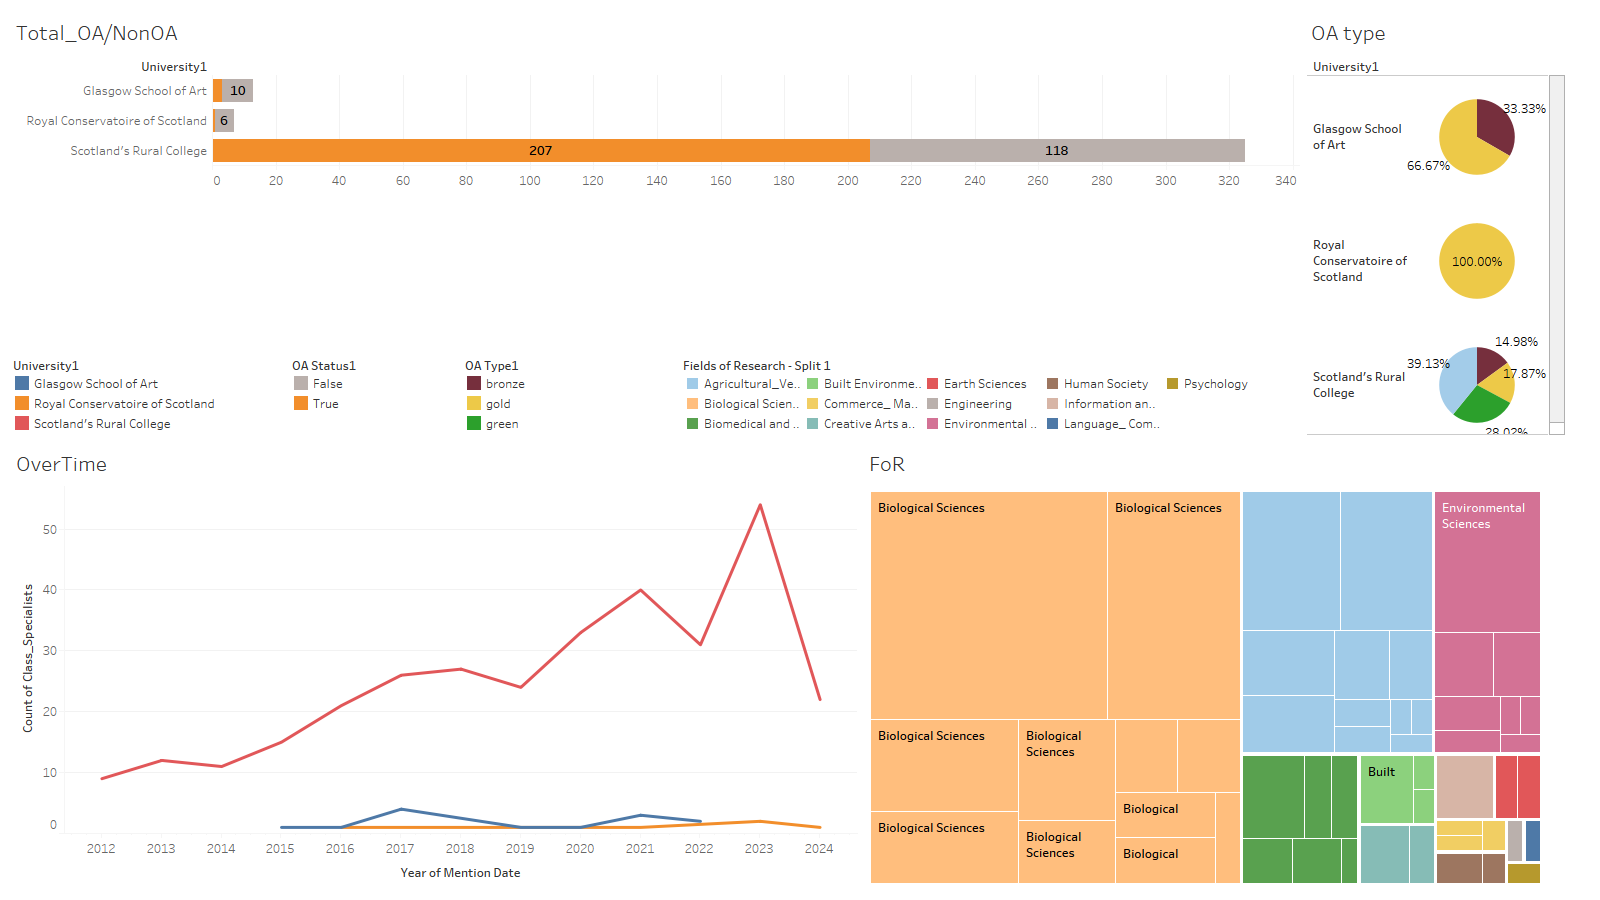 Total_OA/NonOA
University1
Glasgow School of Art
10
Royal Conservatoire of Scotland
6
Scotland's Rural College
207
118
0 20 40 60 80 100 120 140 160 180 200 220 240 260 280 300 320 340
OA type
University1
Glasgow School
of Art
33.33%
66.67%
Royal
Conservatoire of
Scotland
100.00%
Scotland's Rural
College
14.98%
39.13%
17.87%
28.02%
University1
Glasgow School of Art
Royal Conservatoire of Scotland
Scotland's Rural College
OA Status1
False
True
OA Type1
bronze
gold
green
Fields of Research - Split 1
Agricultural_Ve..
Biological Scien..
Biomedical and ..
Built Environme..
Commerce_ Ma..
Creative Arts a..
Earth Sciences
Engineering
Environmental ..
Human Society
Information an..
Language_ Com..
Psychology
OverTime
Count of Class_Specialists
50
40
30
20
10
0
2012 2013 2014 2015 2016 2017 2018 2019 2020 2021 2022 2023 2024
Year of Mention Date
FoR
Biological Sciences
Biological Sciences
Environmental
Sciences
Biological Sciences
Biological
Sciences
Built
Biological
Biological Sciences
Biological
Sciences
Biological